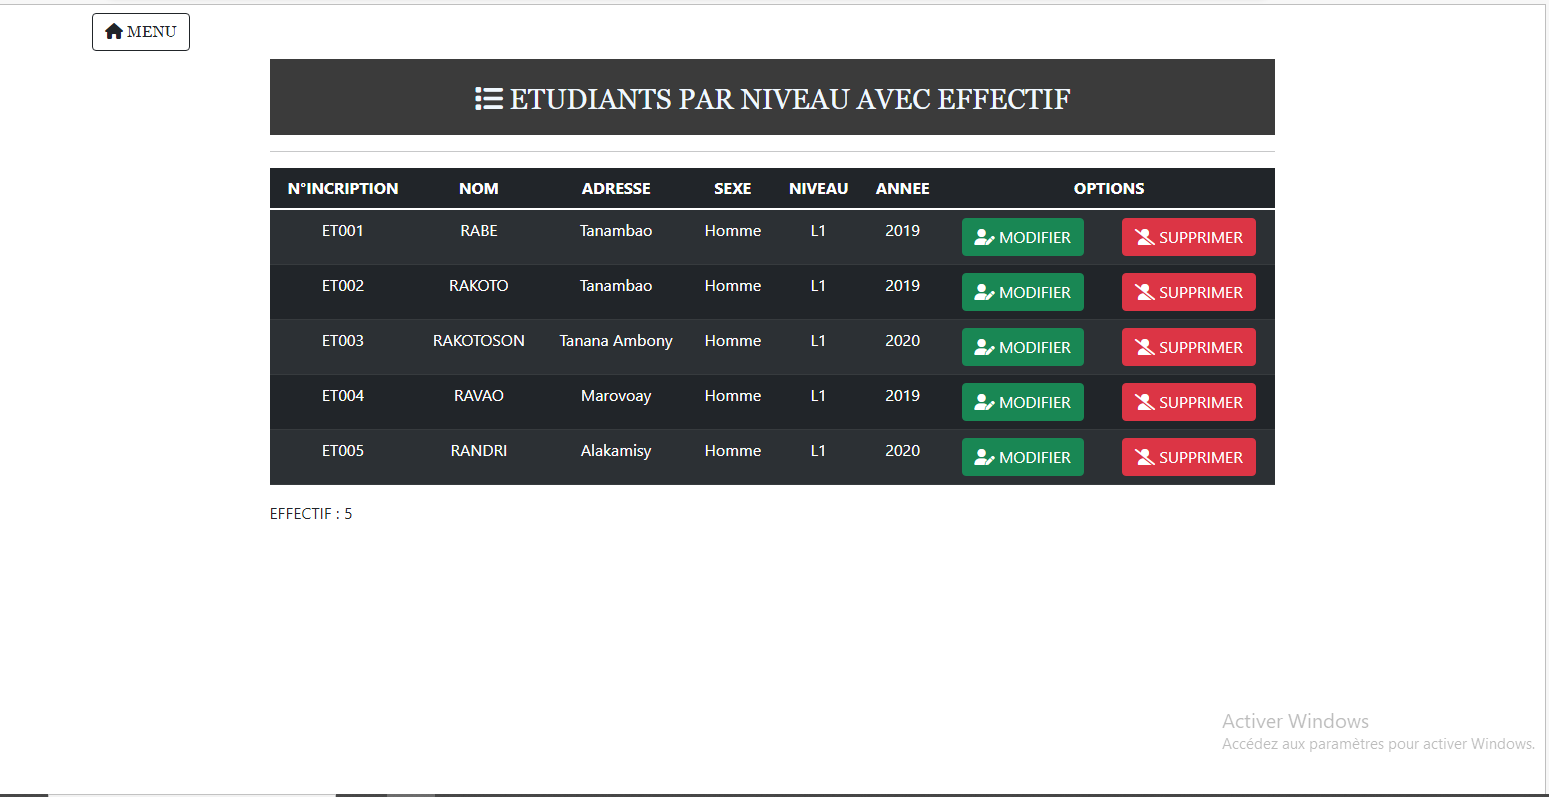 MENU
ETUDIANTS PAR NIVEAU AVEC EFFECTIF
N°INCRIPTION NOM ADRESSE SEXE NIVEAU ANNEE OPTIONS
ET001 RABE Tanambao Homme L1 2019 MODIFIER SUPPRIMER
ET002 RAKOTO Tanambao Homme L1 2019 MODIFIER SUPPRIMER
ET003 RAKOTOSON Tanana Ambony Homme L1 2020 MODIFIER SUPPRIMER
ET004 RAVAO Marovoay Homme L1 2019 MODIFIER SUPPRIMER
ET005 RANDRI Alakamisy Homme L1 2020 MODIFIER SUPPRIMER
EFFECTIF : 5
Activer Windows
Accédez aux paramètres pour activer Windows.